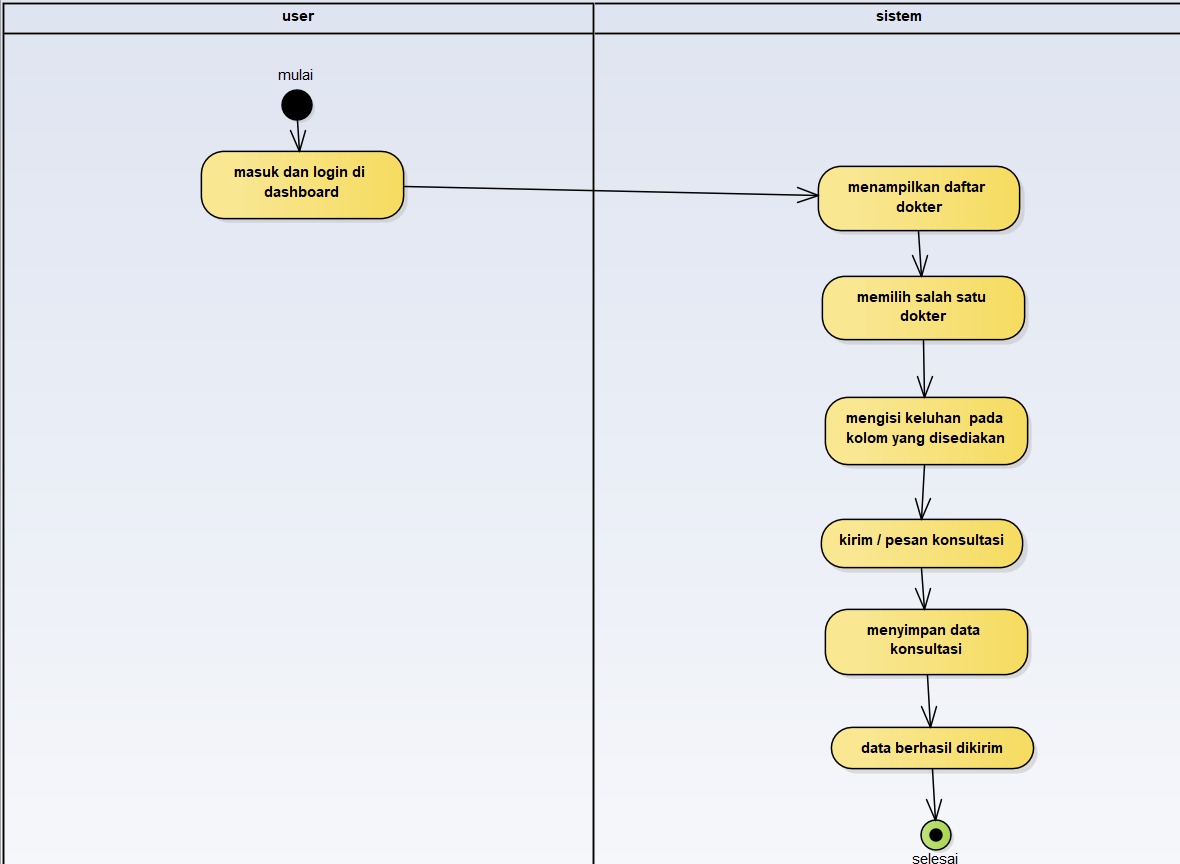 user
sistem
mulai
masuk dan login di
dashboard
menampilkan daftar
dokter
memilih salah satu
dokter
mengisi keluhan  pada
kolom yang disediakan
kirim / pesan konsultasi
menyimpan data
konsultasi
data berhasil dikirim
selesai